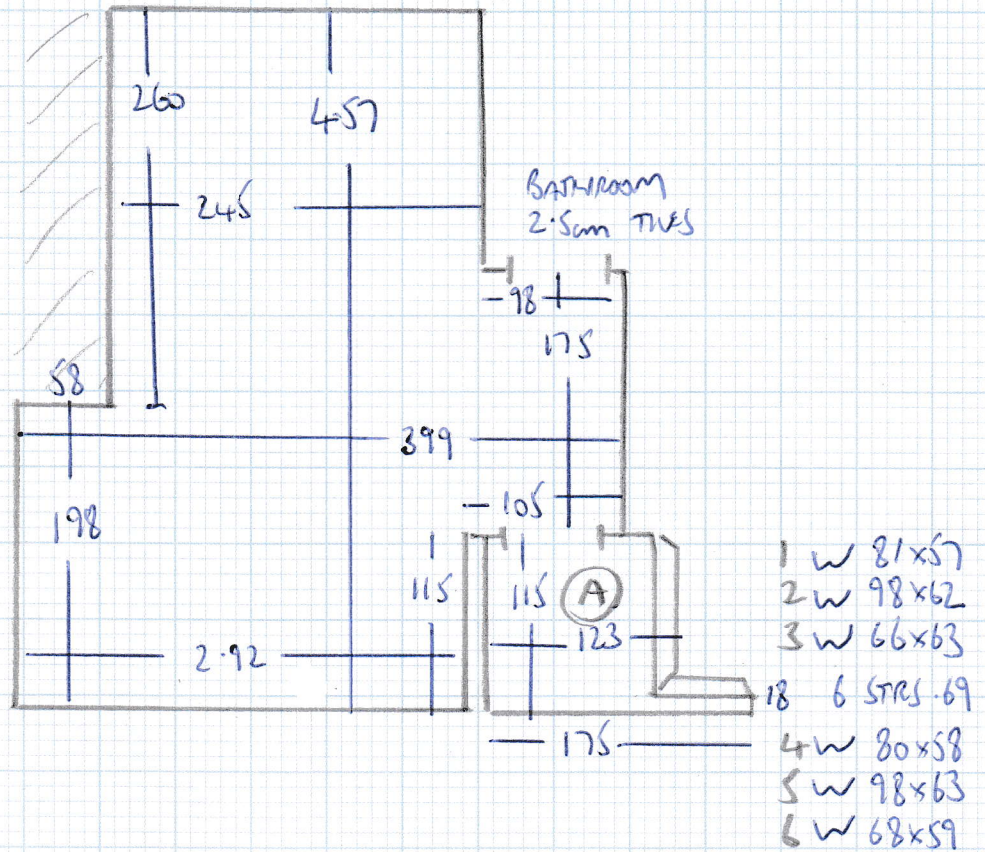 260
4.57
245
BATHROOM
2.5cm TILES
98
175
58
399
105
198
115
115
A
123
2.92
18
175
1 W 81x57
2 W 98x62
3 W 66x63
6 STRS .69
4 W 80x58
5 W 98x63
6 W 68x59